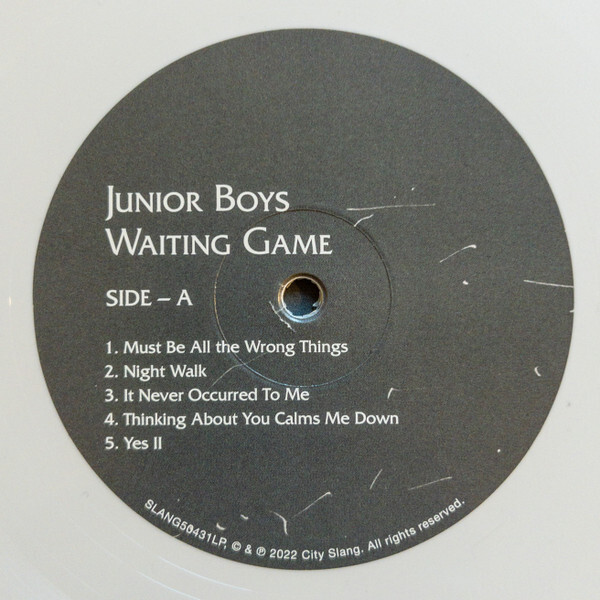 Junior Boys
Waiting Game
SIDE – A
1. Must Be All the Wrong Things
2. Night Walk
3. It Never Occurred To Me
4. Thinking About You Calms Me Down
5. Yes II
SLANG50431LP, © & ℗ 2022 City Slang. All rights reserved.